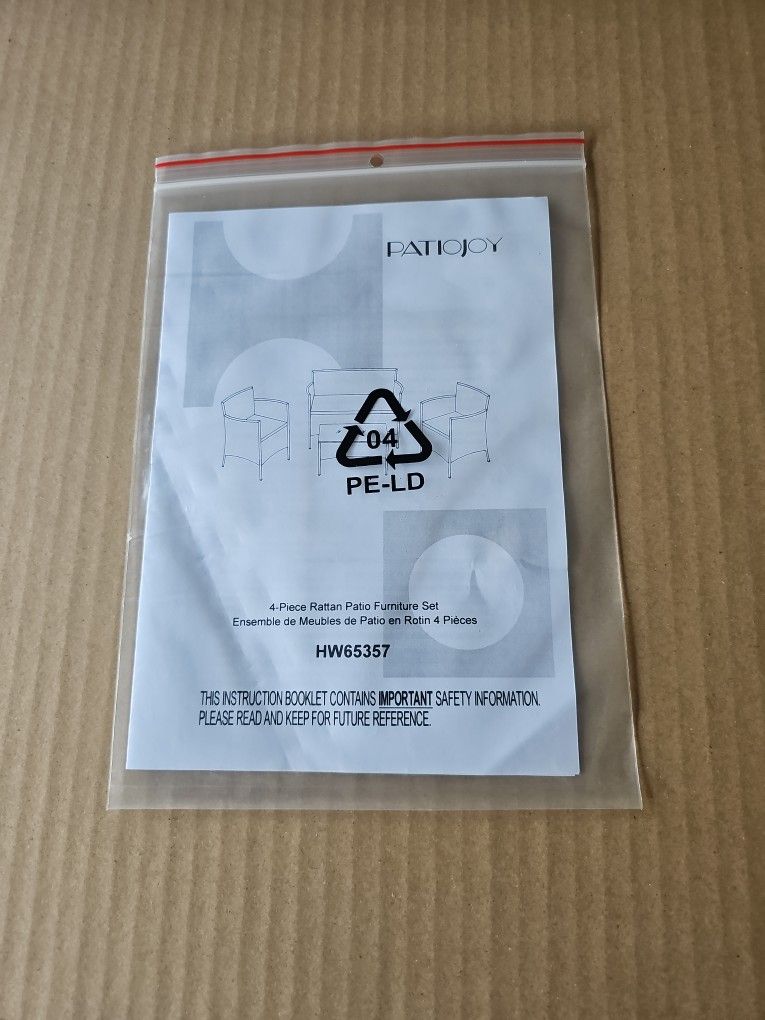 PATIOJOY
04
PE-LD
4-Piece Rattan Patio Furniture Set
Ensemble de Meubles de Patio en Rotin 4 Pièces
HW65357
THIS INSTRUCTION BOOKLET CONTAINS IMPORTANT SAFETY INFORMATION.
PLEASE READ AND KEEP FOR FUTURE REFERENCE.